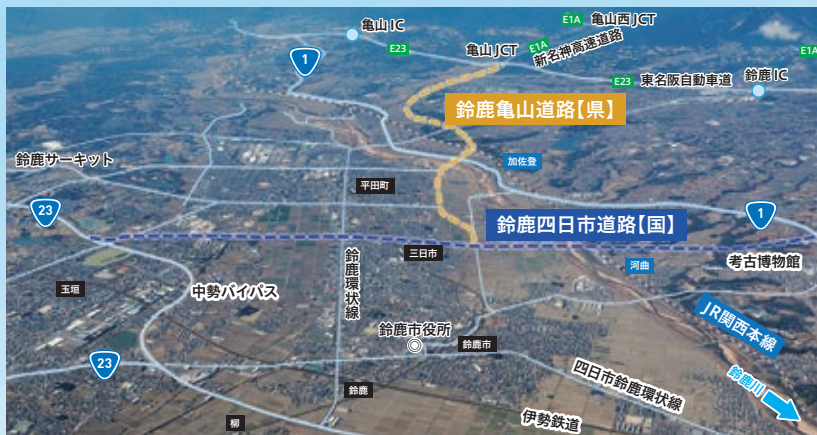 E1A 亀山西JCT
亀山IC
E23
亀山JCT
E1A
新名神高速道路
E1A
1
E23 東名阪自動車道
鈴鹿IC
鈴鹿亀山道路【県】
鈴鹿サーキット
加佐登
平田町
23
鈴鹿四日市道路【国】
1
三日市
考古博物館
河曲
玉垣
中勢バイパス
鈴鹿環状線
JR関西本線
鈴鹿市役所
鈴鹿市
23
四日市鈴鹿環状線
鈴鹿川
鈴鹿
伊勢鉄道
柳